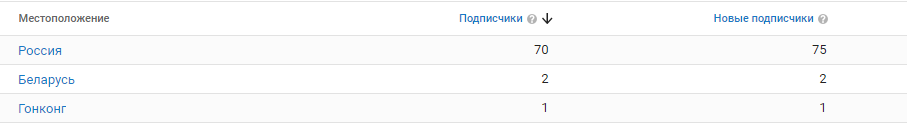 Местоположение Подписчики Новые подписчики
Россия 70 75
Беларусь 2 2
Гонконг 1 1